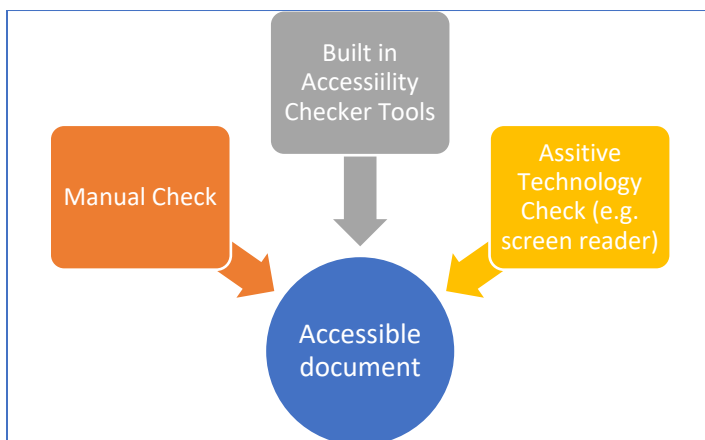 Built in
Accessiility
Checker Tools
Manual Check
Assitive
Technology
Check (e.g.
screen reader)
Accessible
document